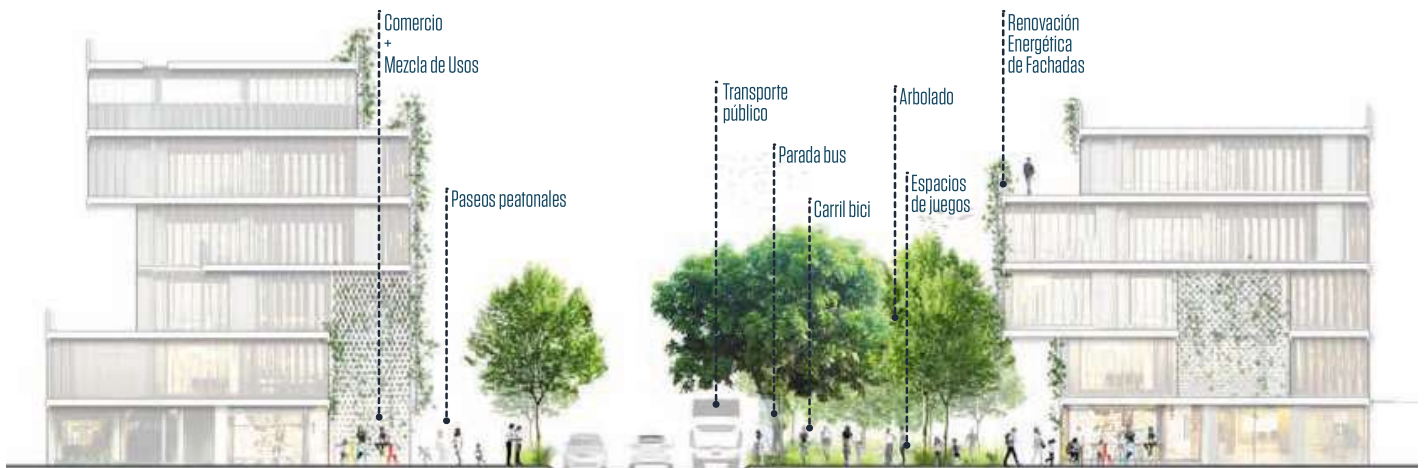 Comercio
+
Mezcla de Usos
Paseos peatonales
Transporte
público
Parada bus
Carril bici
Arbolado
Espacios
de juegos
Renovación
Energética
de Fachadas